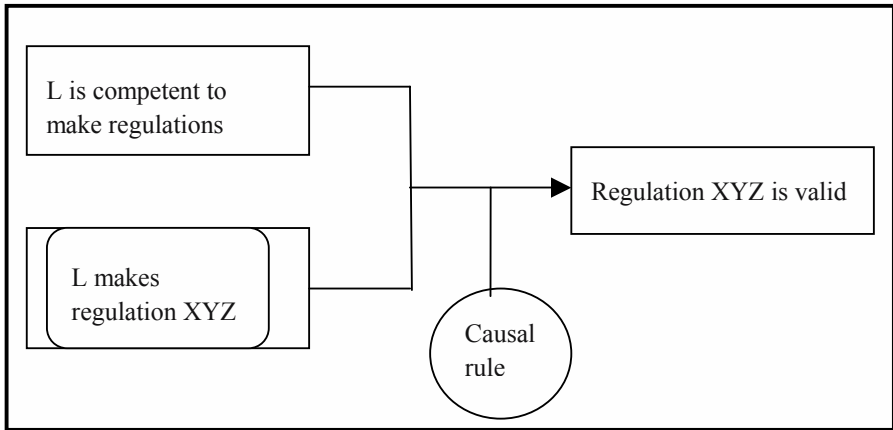 L is competent to
make regulations
Regulation XYZ is valid
L makes
regulation XYZ
Causal
rule